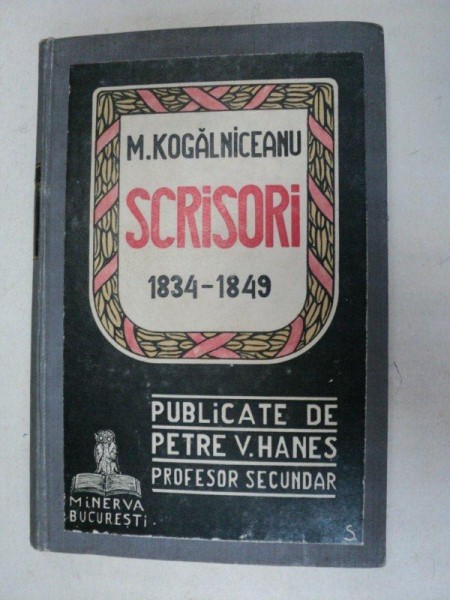 M. KOGĂLNICEANU
SCRISORI
1834-1849
PUBLICATE DE
PETRE V. HANEȘ
PROFESOR SECUNDAR
MINERVA
BUCUREȘTI
S.